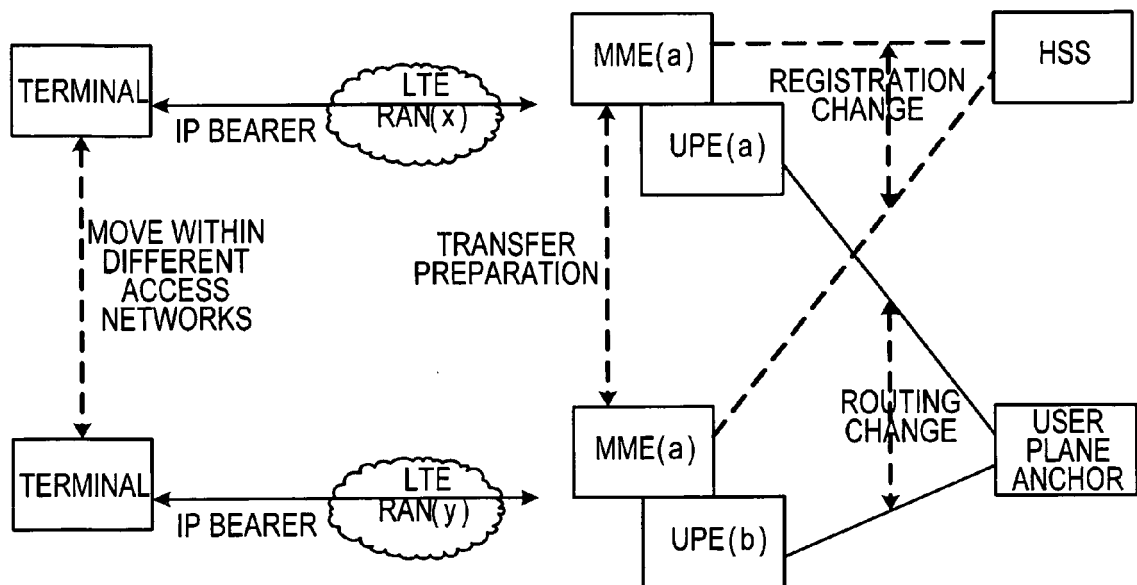 TERMINAL
IP BEARER
LTE
RAN(x)
MME(a)
UPE(a)
REGISTRATION
CHANGE
HSS
MOVE WITHIN
DIFFERENT
ACCESS
NETWORKS
TRANSFER
PREPARATION
ROUTING
CHANGE
TERMINAL
IP BEARER
LTE
RAN(y)
MME(a)
UPE(b)
USER
PLANE
ANCHOR